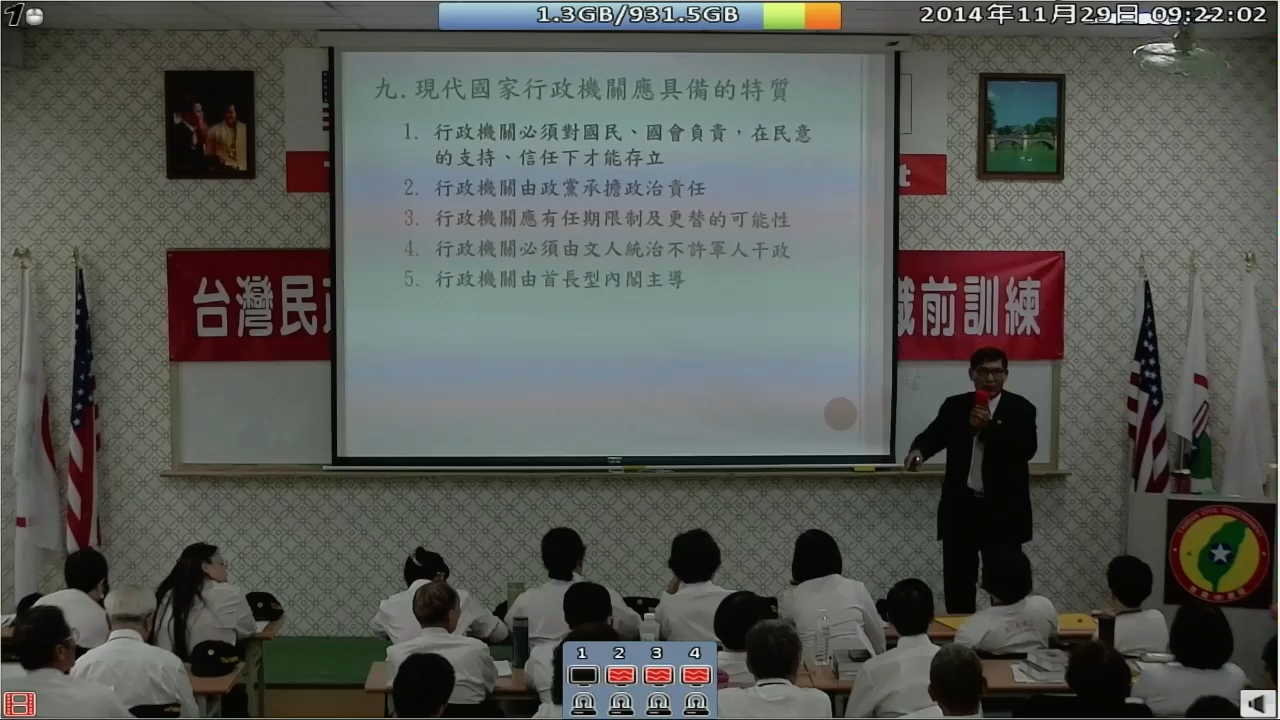 1
1.3GB/931.5GB
2014年11月29日 09:22:02
九.現代國家行政機關應具備的特質
1. 行政機關必須對國民、國會負責，在民意
的支持、信任下才能存立
2. 行政機關由政黨承擔政治責任
3. 行政機關應有任期限制及更替的可能性
4. 行政機關必須由文人統治不許軍人干政
5. 行政機關由首長型內閣主導
t
台灣民政
職前訓練
TAIWAN CIVIL GOVERNMENT
1 2 3 4